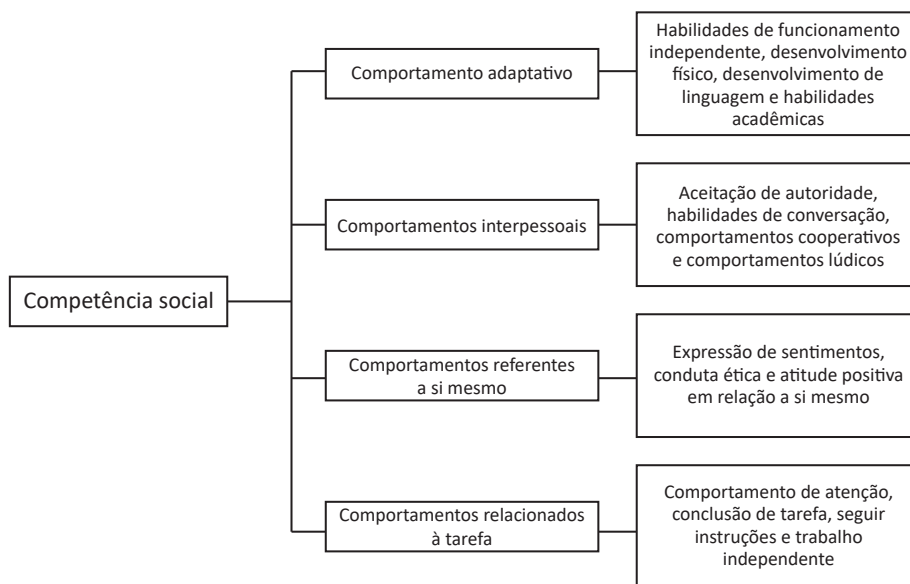 Competência social
Comportamento adaptativo
Habilidades de funcionamento
independente, desenvolvimento
físico, desenvolvimento de
linguagem e habilidades
acadêmicas
Comportamentos interpessoais
Aceitação de autoridade,
habilidades de conversação,
comportamentos cooperativos
e comportamentos lúdicos
Comportamentos referentes
a si mesmo
Expressão de sentimentos,
conduta ética e atitude positiva
em relação a si mesmo
Comportamentos relacionados
à tarefa
Comportamento de atenção,
conclusão de tarefa, seguir
instruções e trabalho
independente